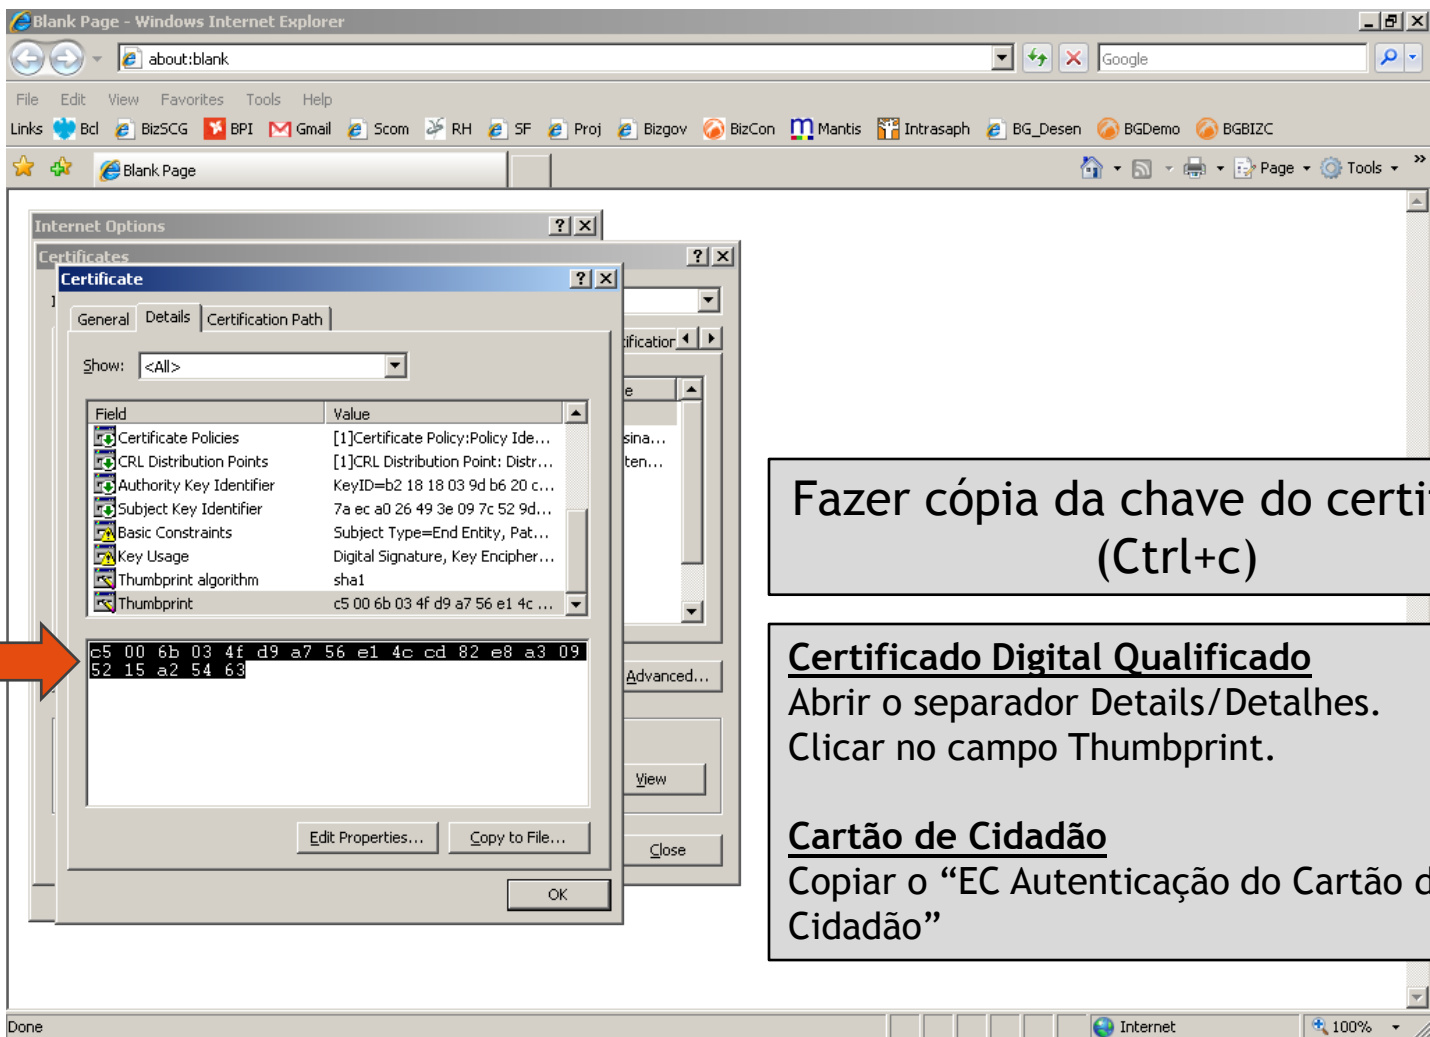 Blank Page - Windows Internet Explorer
about:blank
Google
File Edit View Favorites Tools Help
Links Bcl BizSCG BPI Gmail Scom RH SF Proj Bizgov BizCon Mantis Intrasaph BG_Desen BGDemo BGBIZC
Blank Page
Page Tools »
Internet Options
Certificates
Certificate
General Details Certification Path
Show: <All>
Field Value
Certificate Policies [1]Certificate Policy:Policy Ide...
CRL Distribution Points [1]CRL Distribution Point: Distr...
Authority Key Identifier KeyID=b2 18 18 03 9d b6 20 c...
Subject Key Identifier 7a ec a0 26 49 3e 09 7c 52 9d...
Basic Constraints Subject Type=End Entity, Pat...
Key Usage Digital Signature, Key Encipher...
Thumbprint algorithm sha1
Thumbprint c5 00 6b 03 4f d9 a7 56 e1 4c ...
c5 00 6b 03 4f d9 a7 56 e1 4c cd 82 e8 a3 09
52 15 a2 54 63
Edit Properties... Copy to File...
OK
sina...
ten...
Advanced...
View
Close
Fazer cópia da chave do certi
(Ctrl+c)
Certificado Digital Qualificado
Abrir o separador Details/Detalhes.
Clicar no campo Thumbprint.
Cartão de Cidadão
Copiar o “EC Autenticação do Cartão d
Cidadão”
Done
Internet
100%